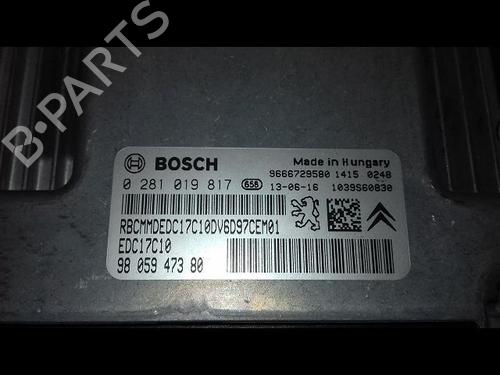 B-PARTS
BOSCH
Made in Hungary
9666729580 1415 0248
0 281 019 817 658 13-06-16 1039S60830
RBCMMDEDC17C10DV6D97CEM01
EDC17C10
98 059 473 80